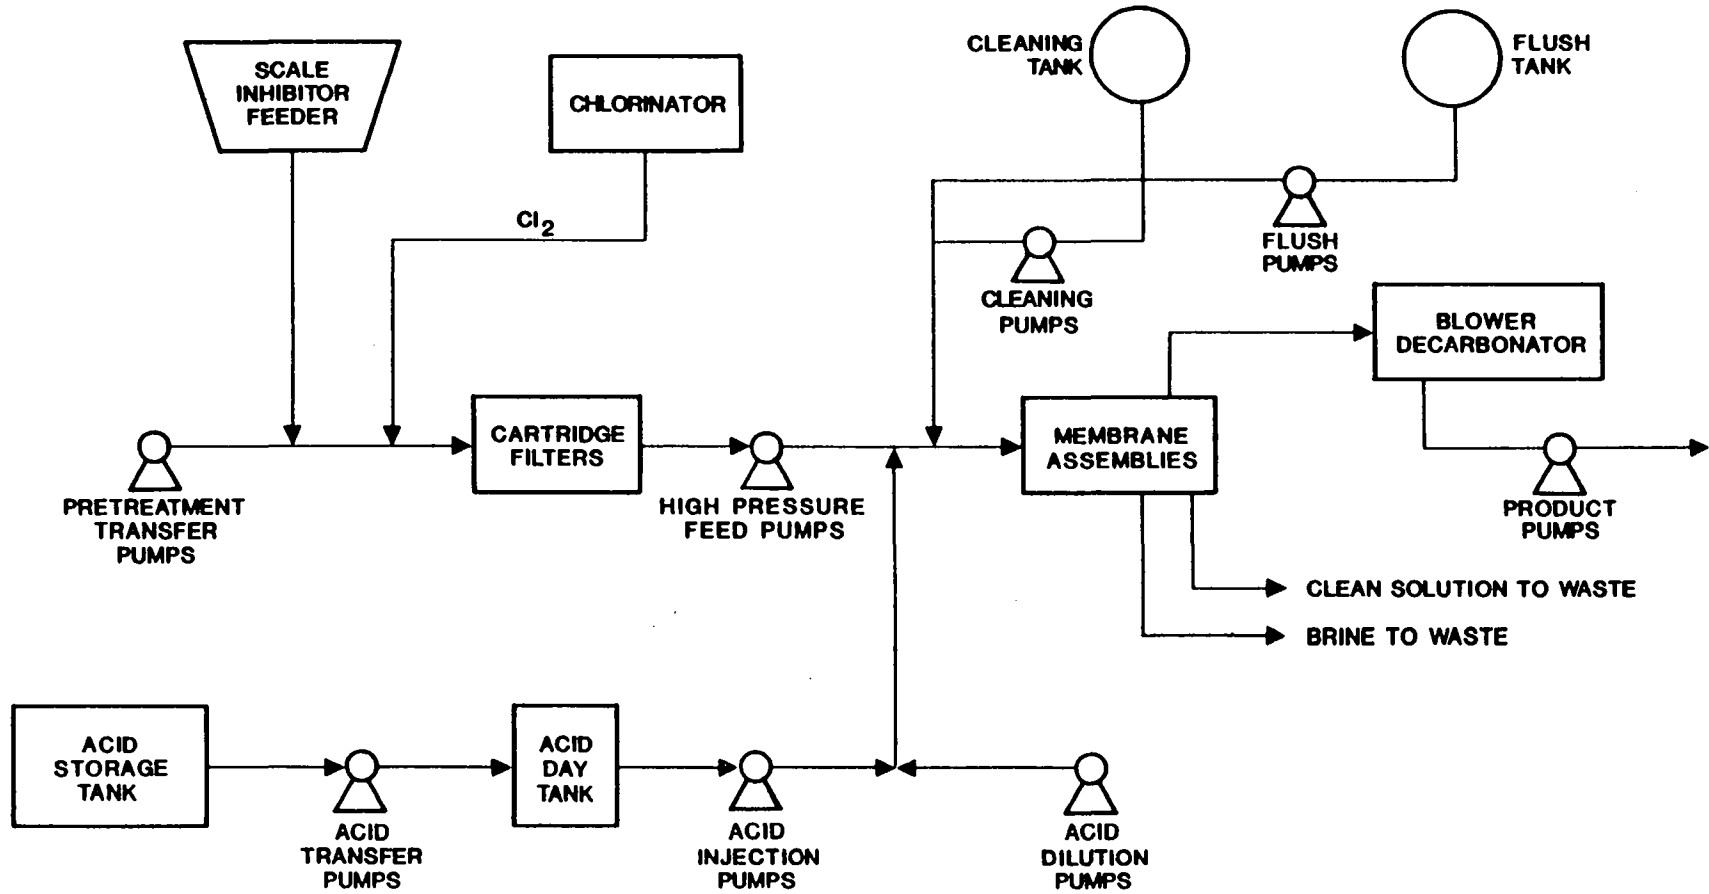 SCALE
INHIBITOR
FEEDER
CHLORINATOR
CLEANING
TANK
FLUSH
TANK
Cl2
FLUSH
PUMPS
CLEANING
PUMPS
BLOWER
DECARBONATOR
CARTRIDGE
FILTERS
MEMBRANE
ASSEMBLIES
PRETREATMENT
TRANSFER
PUMPS
HIGH PRESSURE
FEED PUMPS
PRODUCT
PUMPS
CLEAN SOLUTION TO WASTE
BRINE TO WASTE
ACID
STORAGE
TANK
ACID
DAY
TANK
ACID
TRANSFER
PUMPS
ACID
INJECTION
PUMPS
ACID
DILUTION
PUMPS